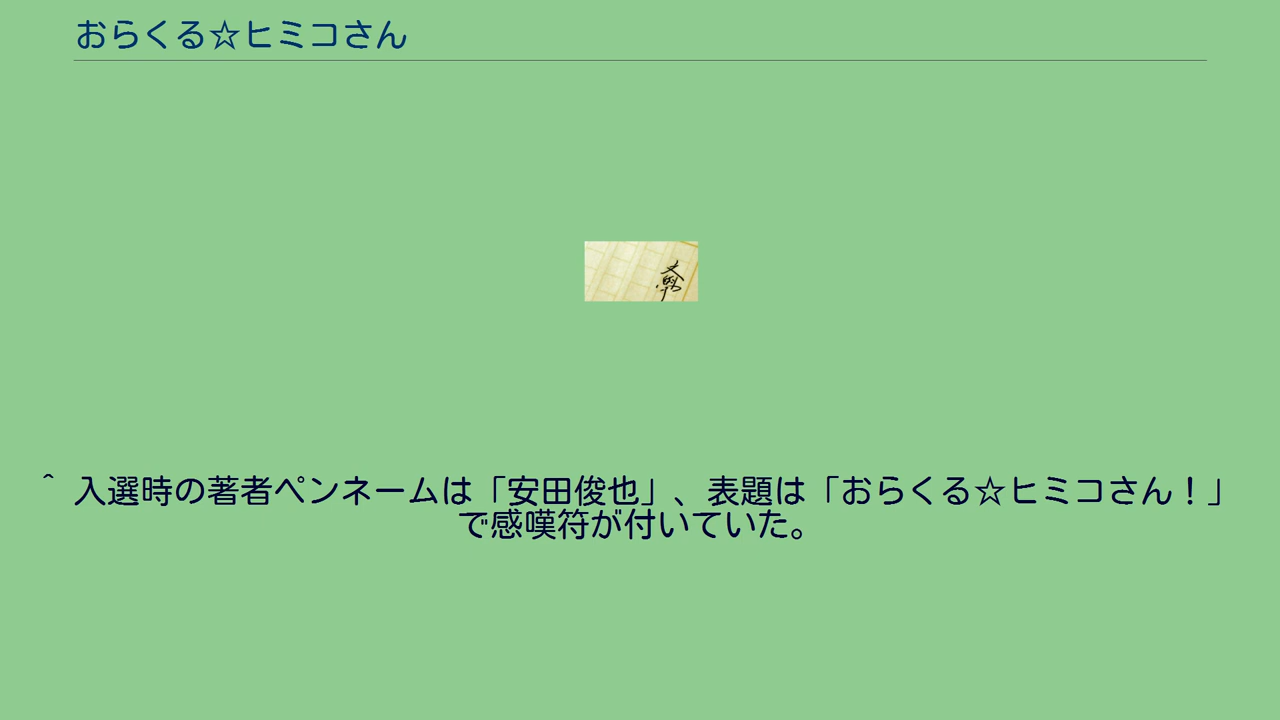 おらくる☆ヒミコさん
^ 入選時の著者ペンネームは「安田俊也」、表題は「おらくる☆ヒミコさん！」
で感嘆符が付いていた。